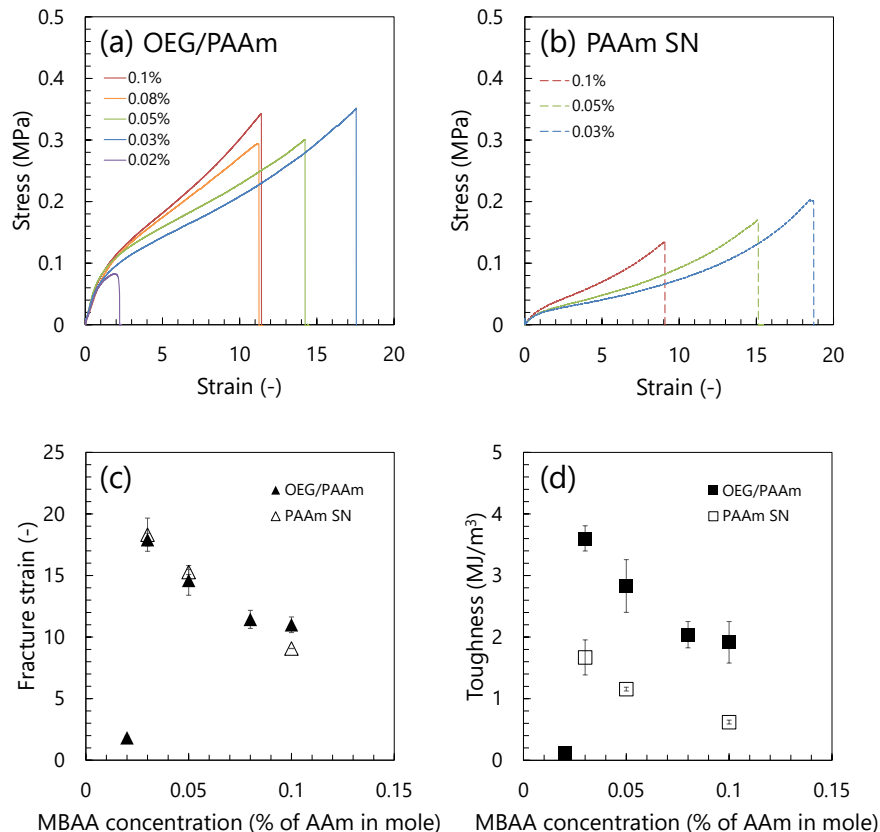 (a) OEG/PAAm
0.5
0.4
0.3
0.2
0.1
0
Stress (MPa)
0.1%
0.08%
0.05%
0.03%
0.02%
0 5 10 15 20
Strain (-)
(b) PAAm SN
0.5
0.4
0.3
0.2
0.1
0
Stress (MPa)
0.1%
0.05%
0.03%
0 5 10 15 20
Strain (-)
(c)
25
20
15
10
5
0
Fracture strain (-)
OEG/PAAm
PAAm SN
0 0.05 0.1 0.15
MBAA concentration (% of AAm in mole)
(d)
5
4
3
2
1
0
Toughness (MJ/m³)
OEG/PAAm
PAAm SN
0 0.05 0.1 0.15
MBAA concentration (% of AAm in mole)